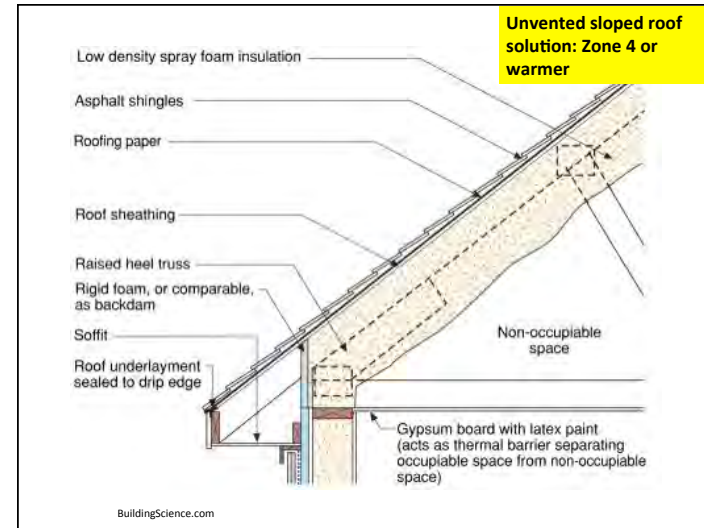 Unvented sloped roof
solution: Zone 4 or
warmer
Low density spray foam insulation
Asphalt shingles
Roofing paper
Roof sheathing
Raised heel truss
Rigid foam, or comparable,
as backdam
Soffit
Roof underlayment
sealed to drip edge
Non-occupiable
space
Gypsum board with latex paint
(acts as thermal barrier separating
occupiable space from non-occupiable
space)
BuildingScience.com